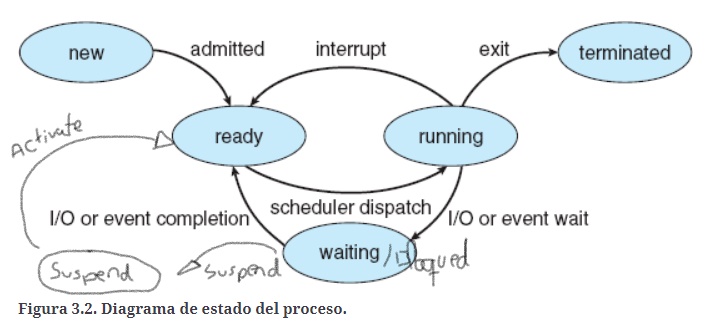 new
admitted
interrupt
exit
terminated
Activate
ready
running
I/O or event completion
scheduler dispatch
I/O or event wait
Suspend
Suspend
waiting /Bloqued
Figura 3.2. Diagrama de estado del proceso.